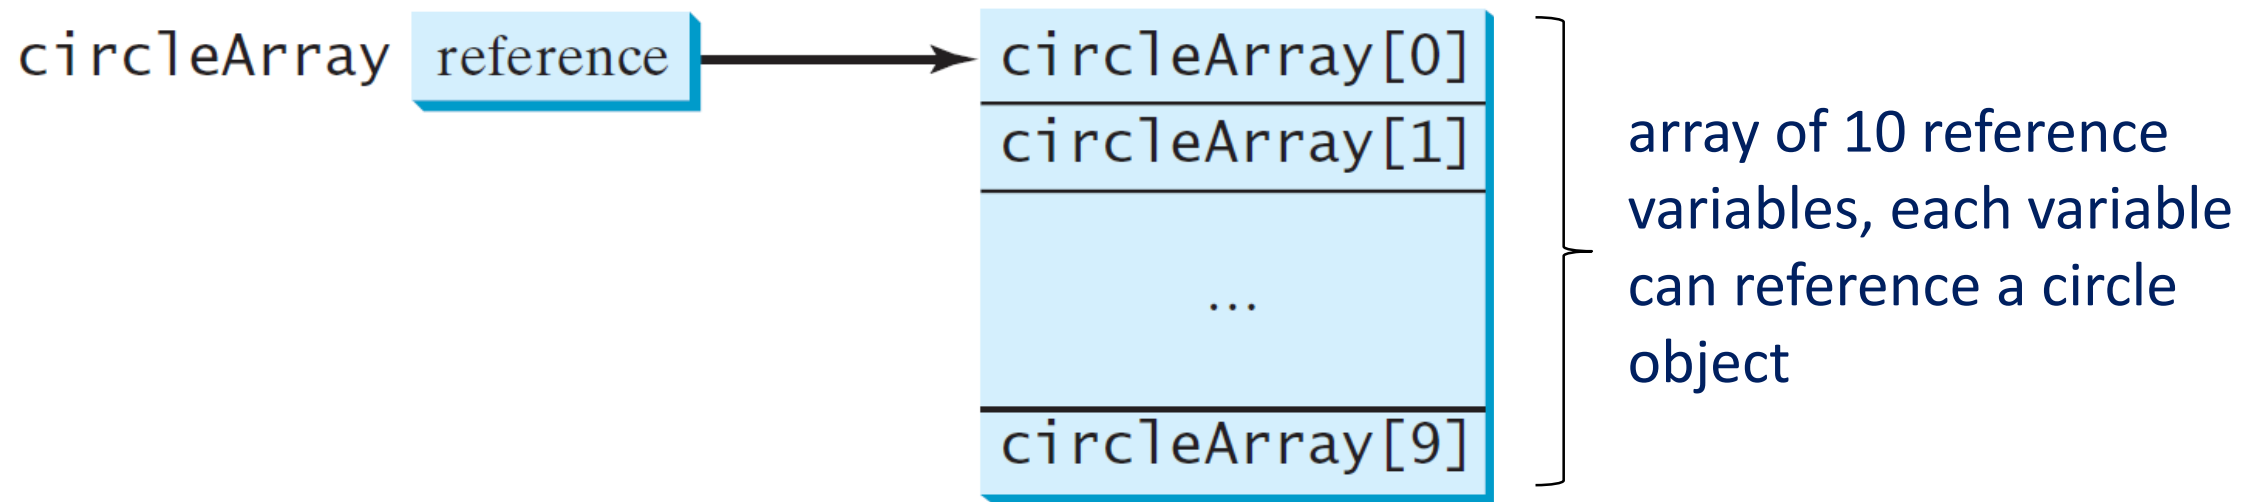 circleArray reference
circleArray[0]
circleArray[1]
...
circleArray[9]
array of 10 reference
variables, each variable
can reference a circle
object